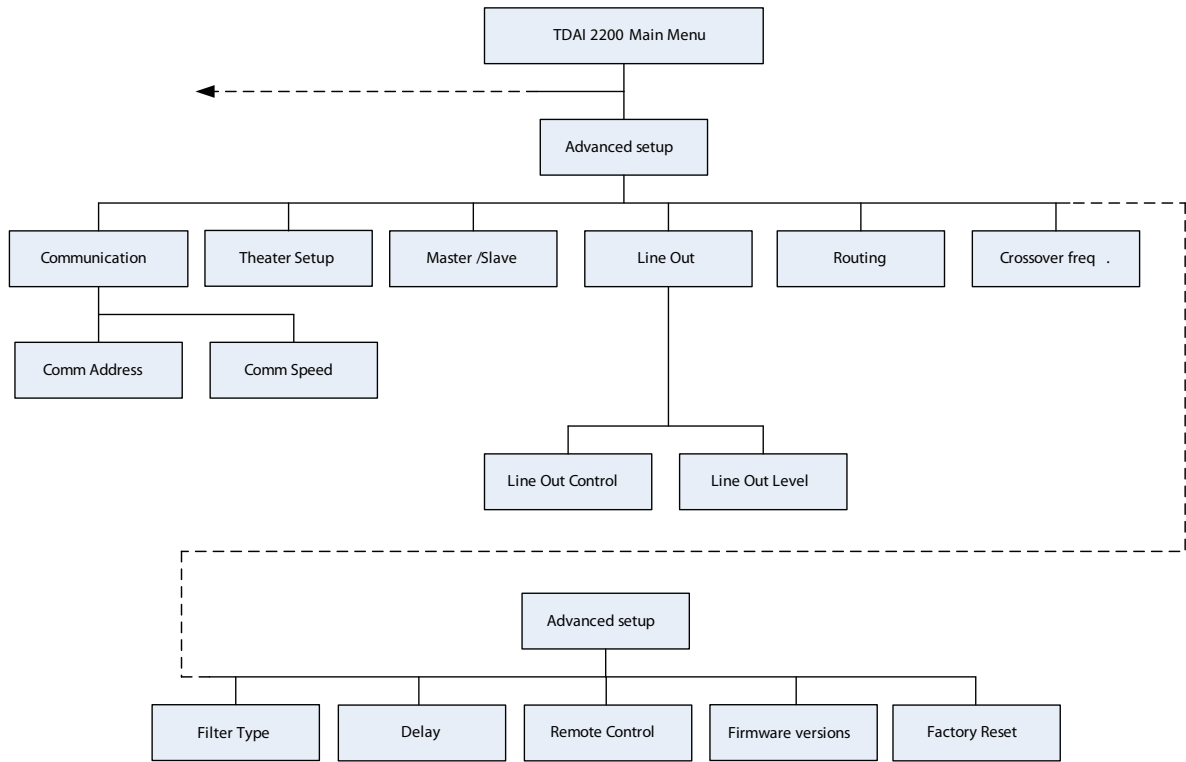 TDAI 2200 Main Menu
Advanced setup
Communication
Theater Setup
Master /Slave
Line Out
Routing
Crossover freq .
Comm Address
Comm Speed
Line Out Control
Line Out Level
Advanced setup
Filter Type
Delay
Remote Control
Firmware versions
Factory Reset